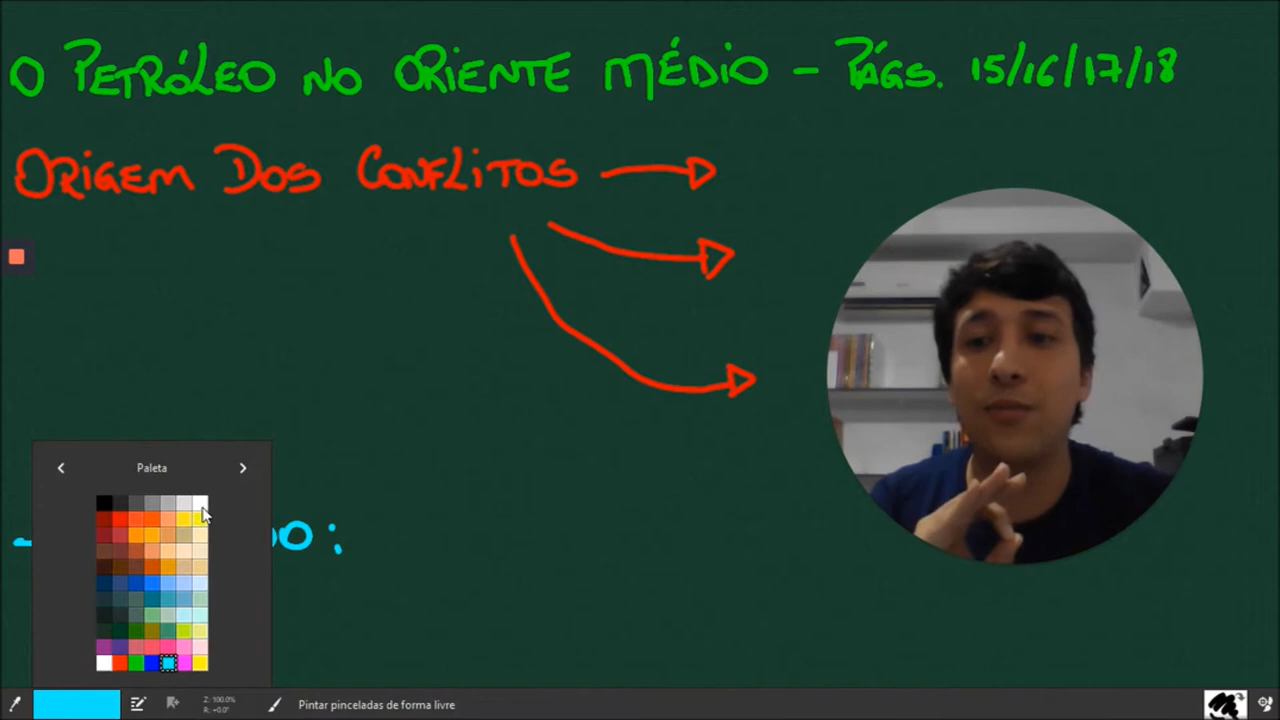 O PETRÓLEO NO ORIENTE MÉDIO - PÁGS. 15/16/17/18
ORIGEM DOS CONFLITOS
Paleta
Z: 100.0%
R: +0.0°
Pintar pinceladas de forma livre